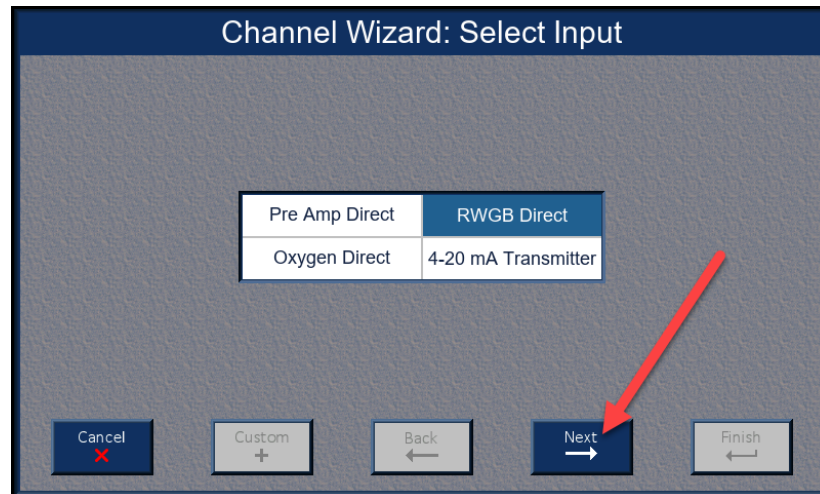 Channel Wizard: Select Input
Pre Amp Direct RWGB Direct
Oxygen Direct 4-20 mA Transmitter
Cancel Custom Back Next Finish